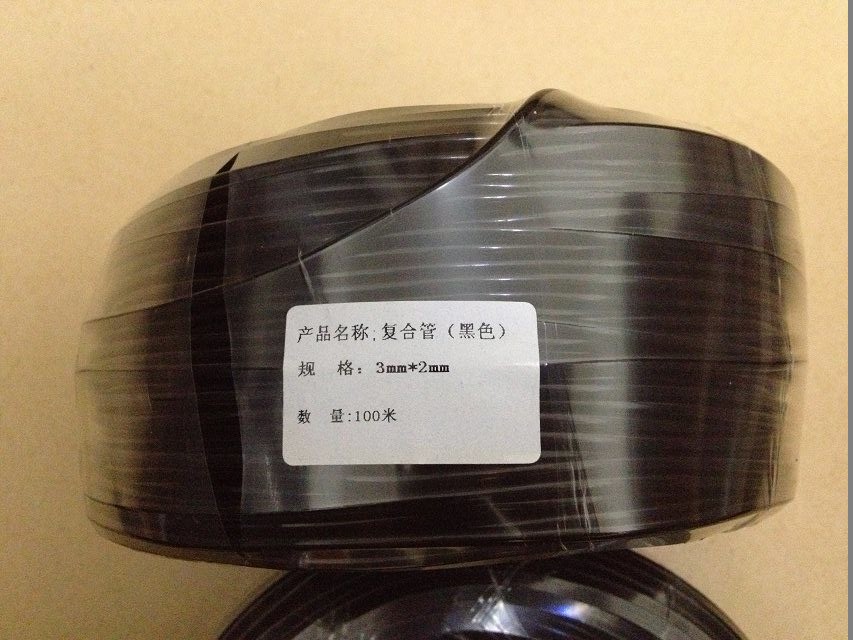 产品名称:复合管（黑色）
规 格：3mm*2mm
数 量:100米